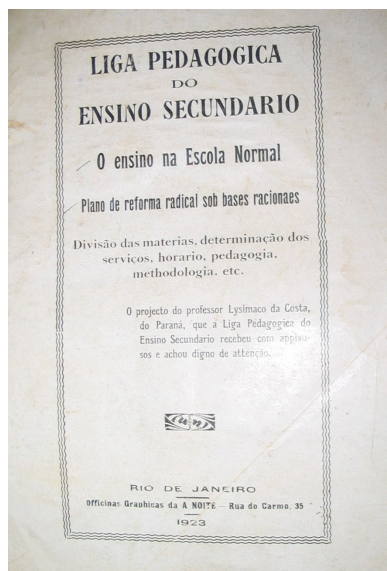 LIGA PEDAGOGICA
DO
ENSINO SECUNDARIO
O ensino na Escola Normal
Plano de reforma radical sob bases racionaes
Divisão das materias, determinação dos
serviços, horario, pedagogia,
methodologia, etc.
O projecto do professor Lysimaco da Costa,
do Paraná, que a Liga Pedagogica do
Ensino Secundario recebeu com applau-
sos e achou digno de attenção.
RIO DE JANEIRO
Officinas Graphicas da A NOITE — Rua do Carmo, 35
1923